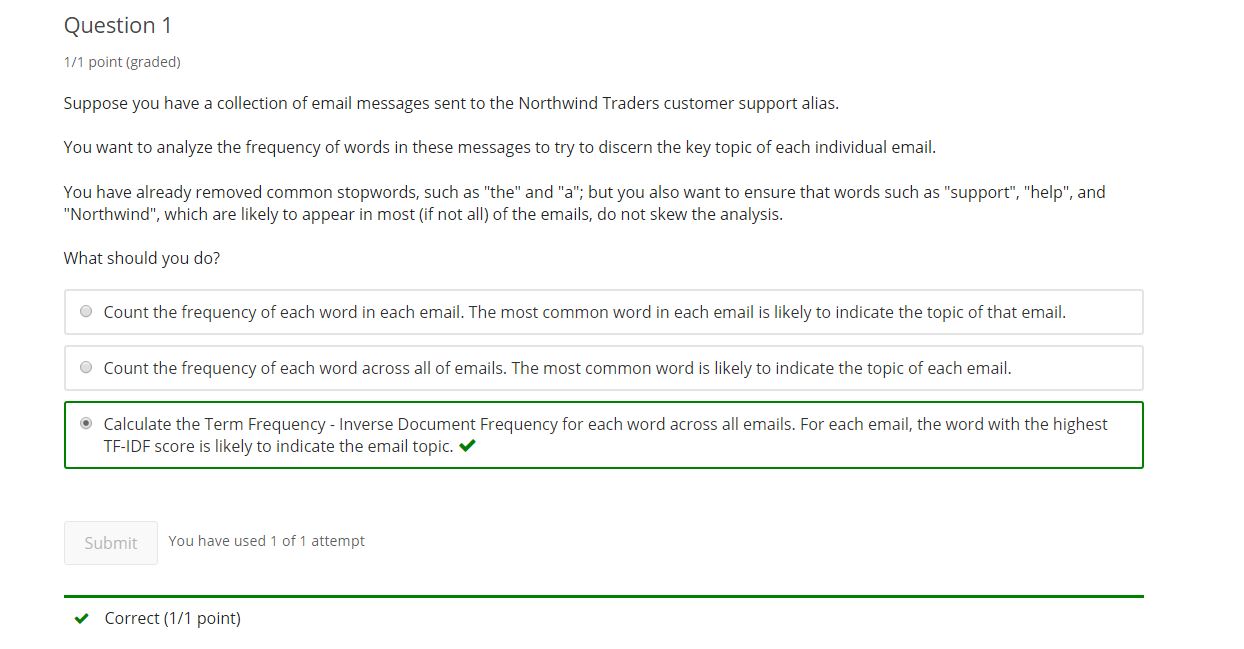 Question 1
1/1 point (graded)
Suppose you have a collection of email messages sent to the Northwind Traders customer support alias.
You want to analyze the frequency of words in these messages to try to discern the key topic of each individual email.
You have already removed common stopwords, such as "the" and "a"; but you also want to ensure that words such as "support", "help", and
"Northwind", which are likely to appear in most (if not all) of the emails, do not skew the analysis.
What should you do?
Count the frequency of each word in each email. The most common word in each email is likely to indicate the topic of that email.
Count the frequency of each word across all of emails. The most common word is likely to indicate the topic of each email.
Calculate the Term Frequency - Inverse Document Frequency for each word across all emails. For each email, the word with the highest
TF-IDF score is likely to indicate the email topic.
Submit You have used 1 of 1 attempt
Correct (1/1 point)